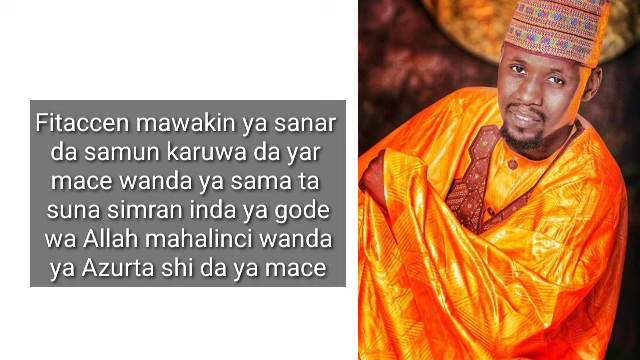 Fitaccen mawakin ya sanar
da samun karuwa da yar
mace wanda ya sama ta
suna simran inda ya gode
wa Allah mahalinci wanda
ya Azurta shi da ya mace